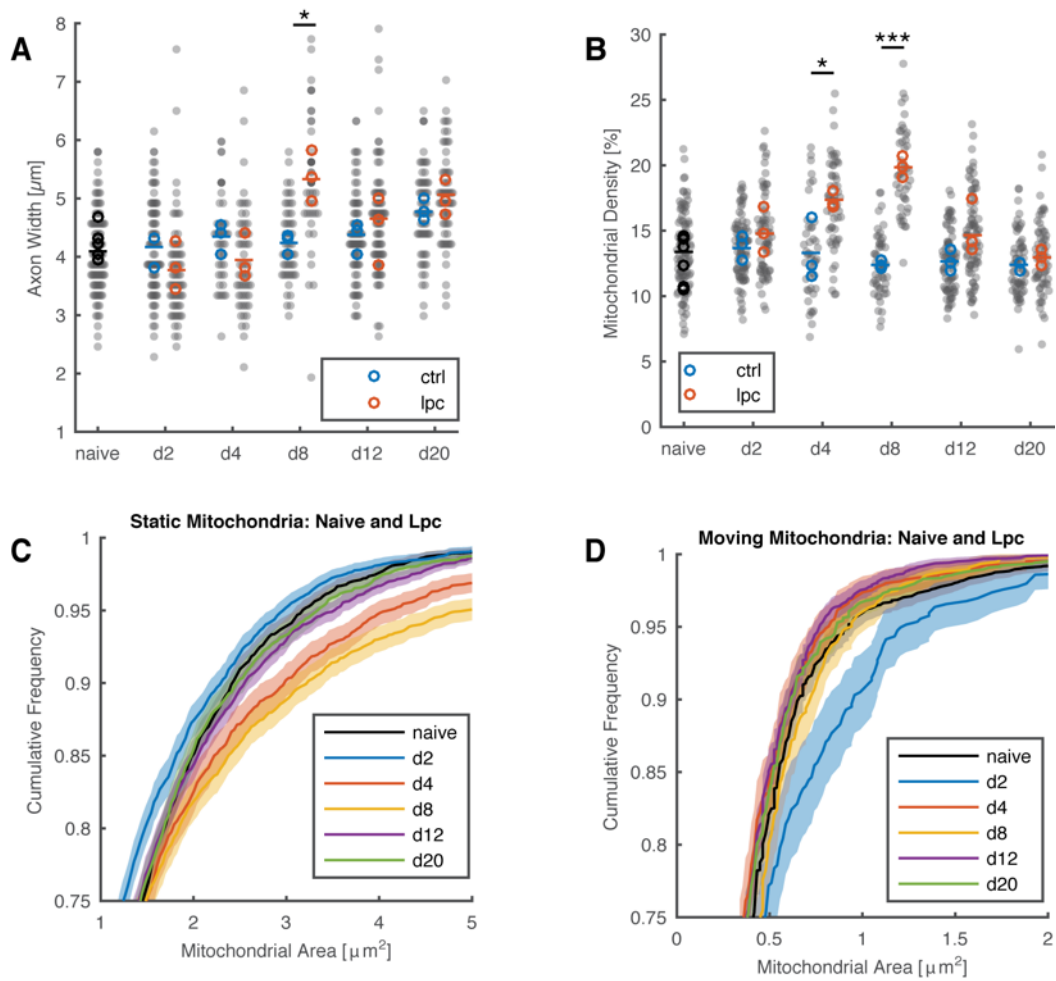 A
Axon Width [µm]
8
7
6
5
4
3
2
1
*
ctrl
lpc
naive d2 d4 d8 d12 d20
B
Mitochondrial Density [%]
30
25
20
15
10
5
0
*
***
ctrl
lpc
naive d2 d4 d8 d12 d20
C
Static Mitochondria: Naive and Lpc
Cumulative Frequency
1
0.95
0.9
0.85
0.8
0.75
naive
d2
d4
d8
d12
d20
1 2 3 4 5
Mitochondrial Area [µm²]
D
Moving Mitochondria: Naive and Lpc
Cumulative Frequency
1
0.95
0.9
0.85
0.8
0.75
naive
d2
d4
d8
d12
d20
0 0.5 1 1.5 2
Mitochondrial Area [µm²]